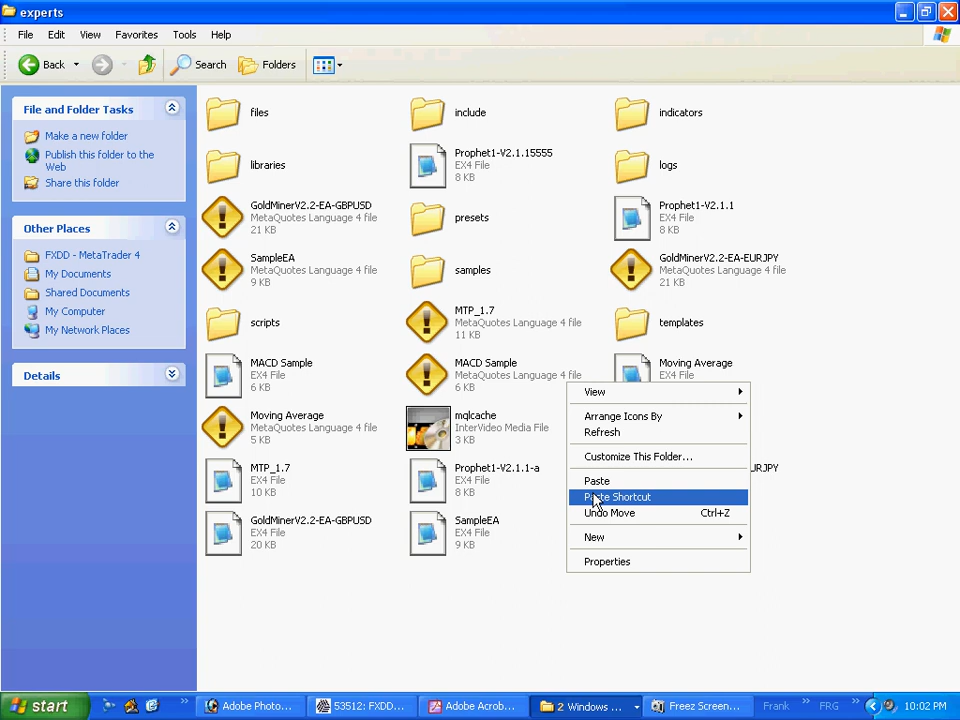 experts
File Edit View Favorites Tools Help
Back Search Folders
File and Folder Tasks
Make a new folder
Publish this folder to the
Web
Share this folder
Other Places
FXDD - MetaTrader 4
My Documents
Shared Documents
My Computer
My Network Places
Details
files
include
indicators
libraries
Prophet1-V2.1.15555
EX4 File
8 KB
logs
GoldMinerV2.2-EA-GBPUSD
MetaQuotes Language 4 file
21 KB
presets
Prophet1-V2.1.1
EX4 File
8 KB
SampleEA
MetaQuotes Language 4 file
9 KB
samples
GoldMinerV2.2-EA-EURJPY
MetaQuotes Language 4 file
21 KB
scripts
MTP_1.7
MetaQuotes Language 4 file
11 KB
templates
MACD Sample
EX4 File
6 KB
MACD Sample
MetaQuotes Language 4 file
6 KB
Moving Average
EX4 File
Moving Average
MetaQuotes Language 4 file
5 KB
mqlcache
InterVideo Media File
3 KB
MTP_1.7
EX4 File
10 KB
Prophet1-V2.1.1-a
EX4 File
8 KB
URJPY
GoldMinerV2.2-EA-GBPUSD
EX4 File
20 KB
SampleEA
EX4 File
9 KB
View
Arrange Icons By
Refresh
Customize This Folder...
Paste
Paste Shortcut
Undo Move Ctrl+Z
New
Properties
start
Adobe Photo...
53512: FXDD...
Adobe Acrob...
2 Windows ...
Freez Screen...
Frank
FRG
10:02 PM